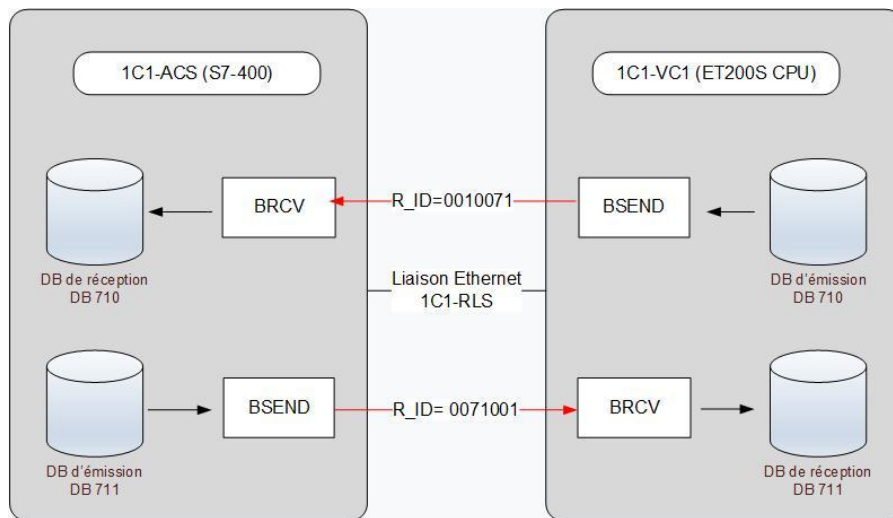 1C1-ACS (S7-400)
1C1-VC1 (ET200S CPU)
BRCV
R_ID=0010071
BSEND
DB de réception
DB 710
DB d'émission
DB 710
Liaison Ethernet
1C1-RLS
BSEND
R_ID= 0071001
BRCV
DB d'émission
DB 711
DB de réception
DB 711